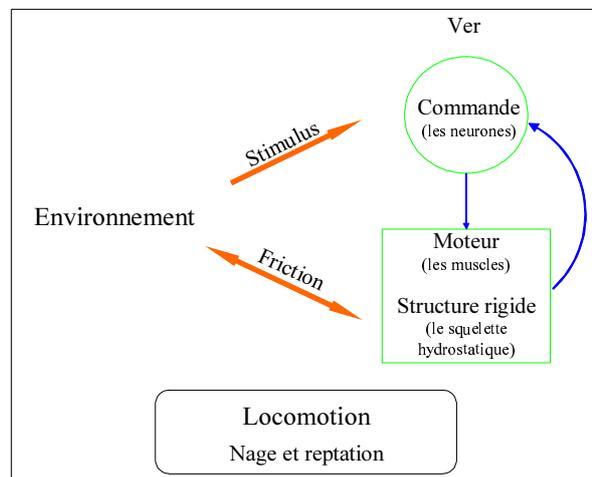 Ver
Commande
(les neurones)
Stimulus
Environnement
Friction
Moteur
(les muscles)
Structure rigide
(le squelette
hydrostatique)
Locomotion
Nage et reptation